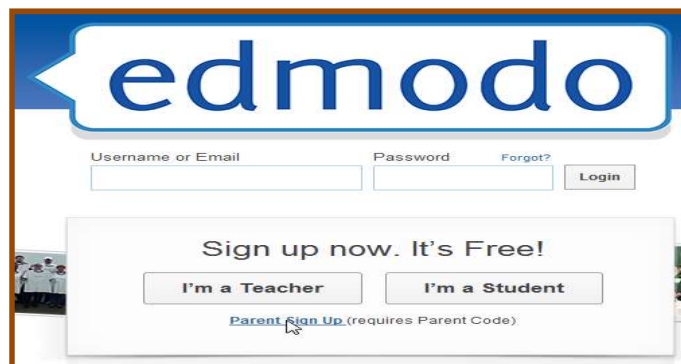 edmodo
Username or Email Password Forgot?
Login
Sign up now. It's Free!
I'm a Teacher I'm a Student
Parent Sign Up (requires Parent Code)